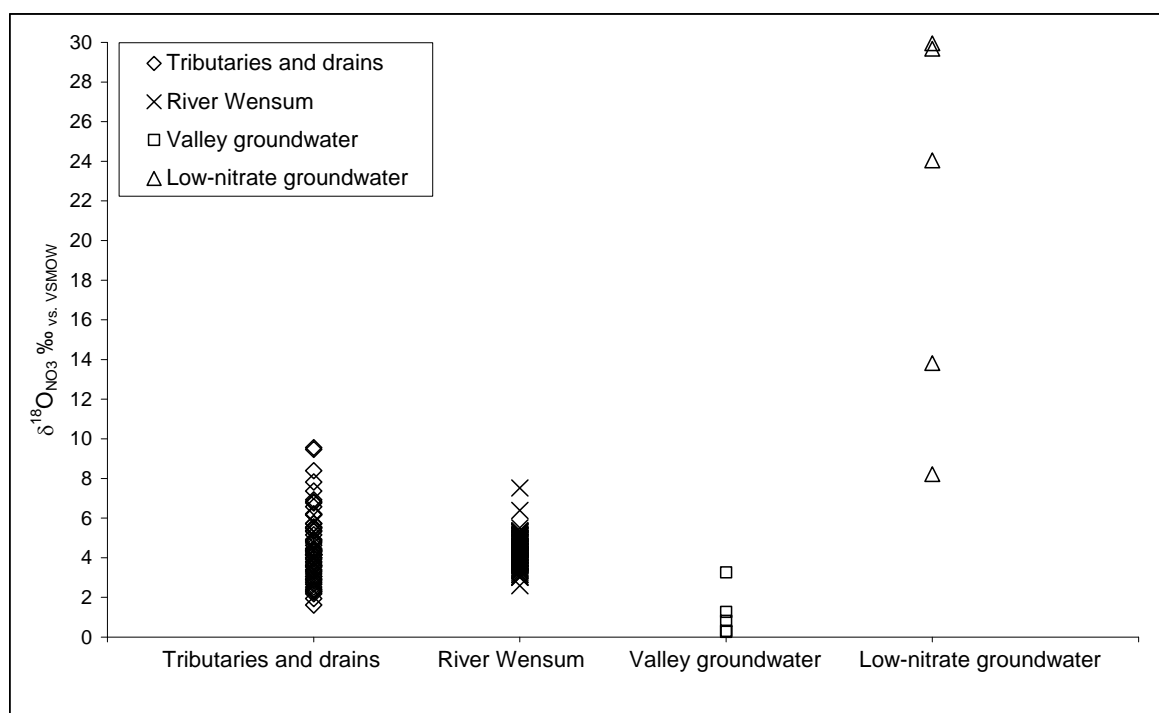 30
28
26
24
22
20
18
16
14
12
10
8
6
4
2
0
δ18ONO3 ‰ vs. VSMOW
Tributaries and drains
River Wensum
Valley groundwater
Low-nitrate groundwater
Tributaries and drains River Wensum Valley groundwater Low-nitrate groundwater